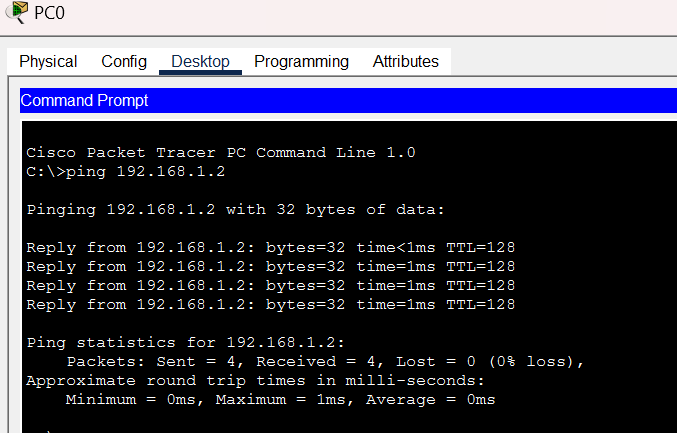 PC0
Physical Config Desktop Programming Attributes
Command Prompt
Cisco Packet Tracer PC Command Line 1.0
C:\>ping 192.168.1.2
Pinging 192.168.1.2 with 32 bytes of data:
Reply from 192.168.1.2: bytes=32 time<1ms TTL=128
Reply from 192.168.1.2: bytes=32 time=1ms TTL=128
Reply from 192.168.1.2: bytes=32 time=1ms TTL=128
Reply from 192.168.1.2: bytes=32 time=1ms TTL=128
Ping statistics for 192.168.1.2:
Packets: Sent = 4, Received = 4, Lost = 0 (0% loss),
Approximate round trip times in milli-seconds:
Minimum = 0ms, Maximum = 1ms, Average = 0ms